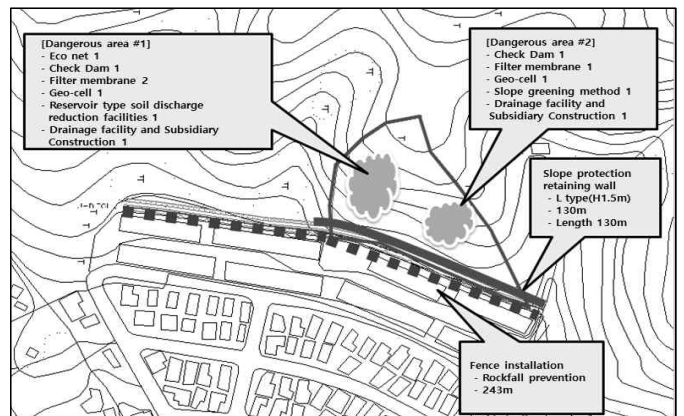 [Dangerous area #1]
- Eco net 1
- Check Dam 1
- Filter membrane 2
- Geo-cell 1
- Reservoir type soil discharge
reduction facilities 1
- Drainage facility and Subsidiary
Construction 1
[Dangerous area #2]
- Check Dam 1
- Filter membrane 1
- Geo-cell 1
- Slope greening method 1
- Drainage facility and
Subsidiary Construction 1
Slope protection
retaining wall
- L type(H1.5m)
- 130m
- Length 130m
Fence installation
- Rockfall prevention
- 243m